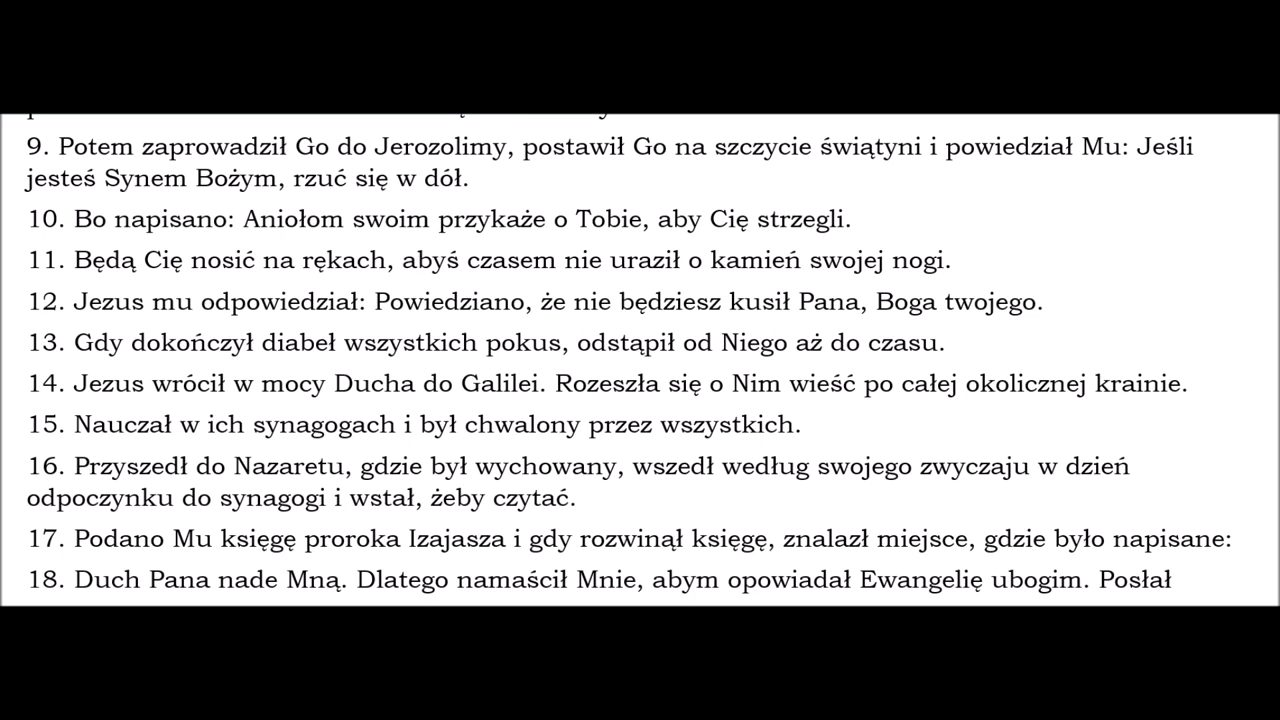 9. Potem zaprowadził Go do Jerozolimy, postawił Go na szczycie świątyni i powiedział Mu: Jeśli
jesteś Synem Bożym, rzuć się w dół.
10. Bo napisano: Aniołom swoim przykaże o Tobie, aby Cię strzegli.
11. Będą Cię nosić na rękach, abyś czasem nie uraził o kamień swojej nogi.
12. Jezus mu odpowiedział: Powiedziano, że nie będziesz kusił Pana, Boga twojego.
13. Gdy dokończył diabeł wszystkich pokus, odstąpił od Niego aż do czasu.
14. Jezus wrócił w mocy Ducha do Galilei. Rozeszła się o Nim wieść po całej okolicznej krainie.
15. Nauczał w ich synagogach i był chwalony przez wszystkich.
16. Przyszedł do Nazaretu, gdzie był wychowany, wszedł według swojego zwyczaju w dzień
odpoczynku do synagogi i wstał, żeby czytać.
17. Podano Mu księgę proroka Izajasza i gdy rozwinął księgę, znalazł miejsce, gdzie było napisane:
18. Duch Pana nade Mną. Dlatego namaścił Mnie, abym opowiadał Ewangelię ubogim. Posłał